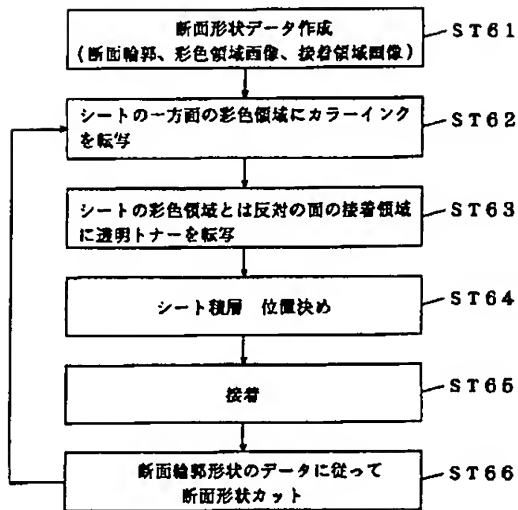 断面形状データ作成
(断面輪郭、彩色領域画像、接着領域画像)
ST61
シートの一方面の彩色領域にカラーインク
を転写
ST62
シートの彩色領域とは反対の面の接着領域
に透明トナーを転写
ST63
シート積層 位置決め
ST64
接着
ST65
断面輪郭形状のデータに従って
断面形状カット
ST66